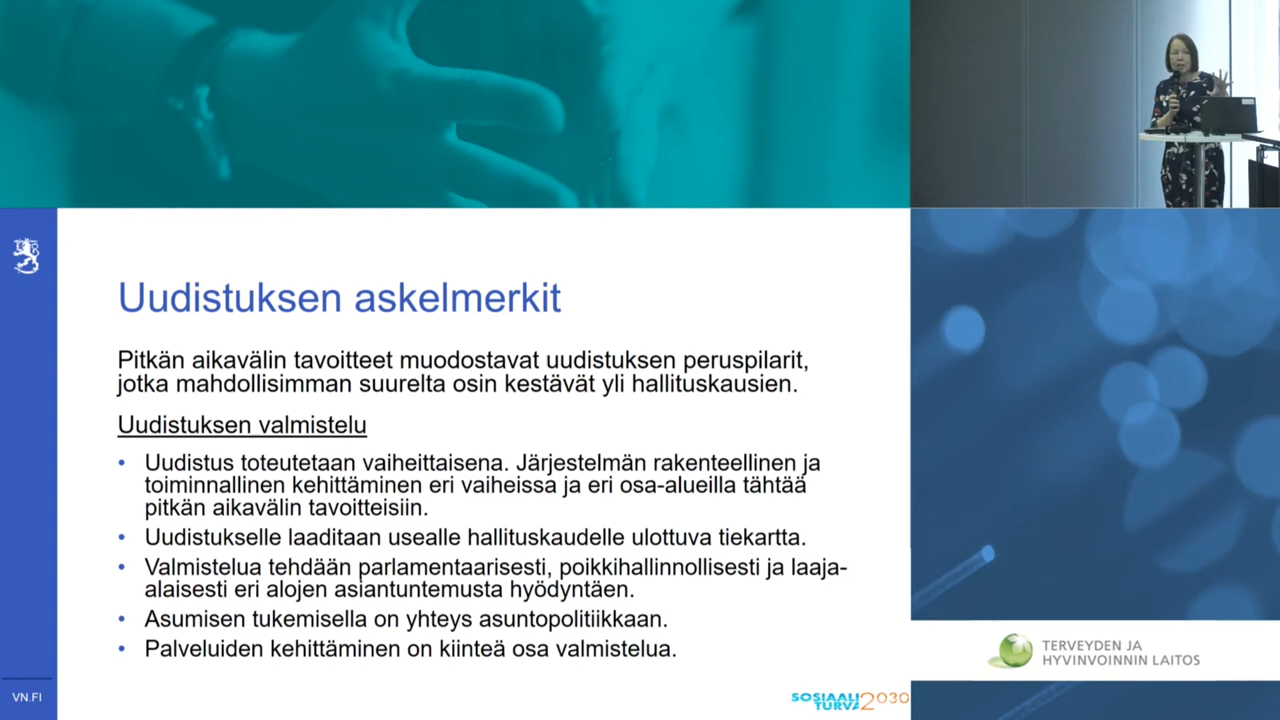 Uudistuksen askelmerkit
Pitkän aikavälin tavoitteet muodostavat uudistuksen peruspilarit,
jotka mahdollisimman suurelta osin kestävät yli hallituskausien.
Uudistuksen valmistelu
• Uudistus toteutetaan vaiheittaisena. Järjestelmän rakenteellinen ja
toiminnallinen kehittäminen eri vaiheissa ja eri osa-alueilla tähtää
pitkän aikavälin tavoitteisiin.
• Uudistukselle laaditaan usealle hallituskaudelle ulottuva tiekartta.
• Valmistelua tehdään parlamentaarisesti, poikkihallinnollisesti ja laaja-
alaisesti eri alojen asiantuntemusta hyödyntäen.
• Asumisen tukemisella on yhteys asuntopolitiikkaan.
• Palveluiden kehittäminen on kiinteä osa valmistelua.
VN.FI
SOSIAALI
TURVA 2030
TERVEYDEN JA
HYVINVOINNIN LAITOS